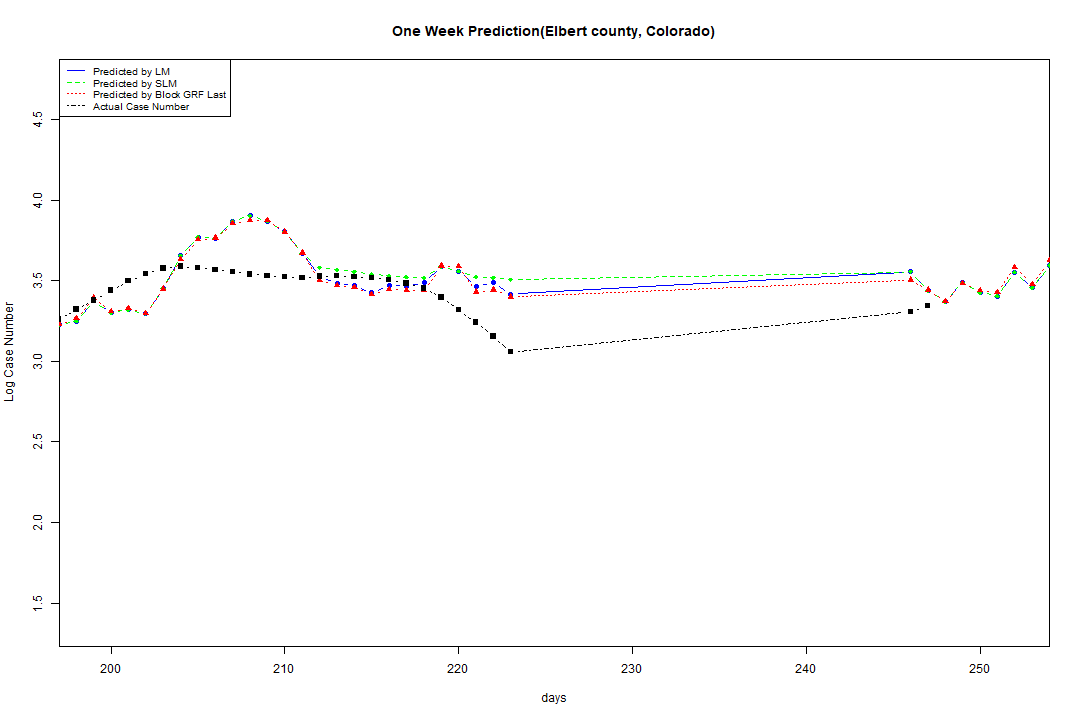 One Week Prediction(Elbert county, Colorado)
Predicted by LM
Predicted by SLM
Predicted by Block GRF Last
Actual Case Number
4.5
4.0
3.5
3.0
2.5
2.0
1.5
Log Case Number
200 210 220 230 240 250
days